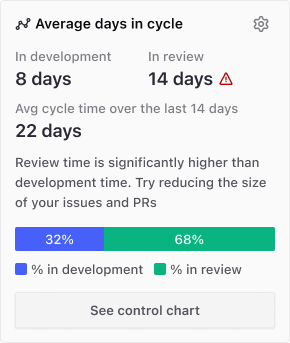 Average days in cycle
In development In review
8 days 14 days
Avg cycle time over the last 14 days
22 days
Review time is significantly higher than
development time. Try reducing the size
of your issues and PRs
32% 68%
% in development % in review
See control chart